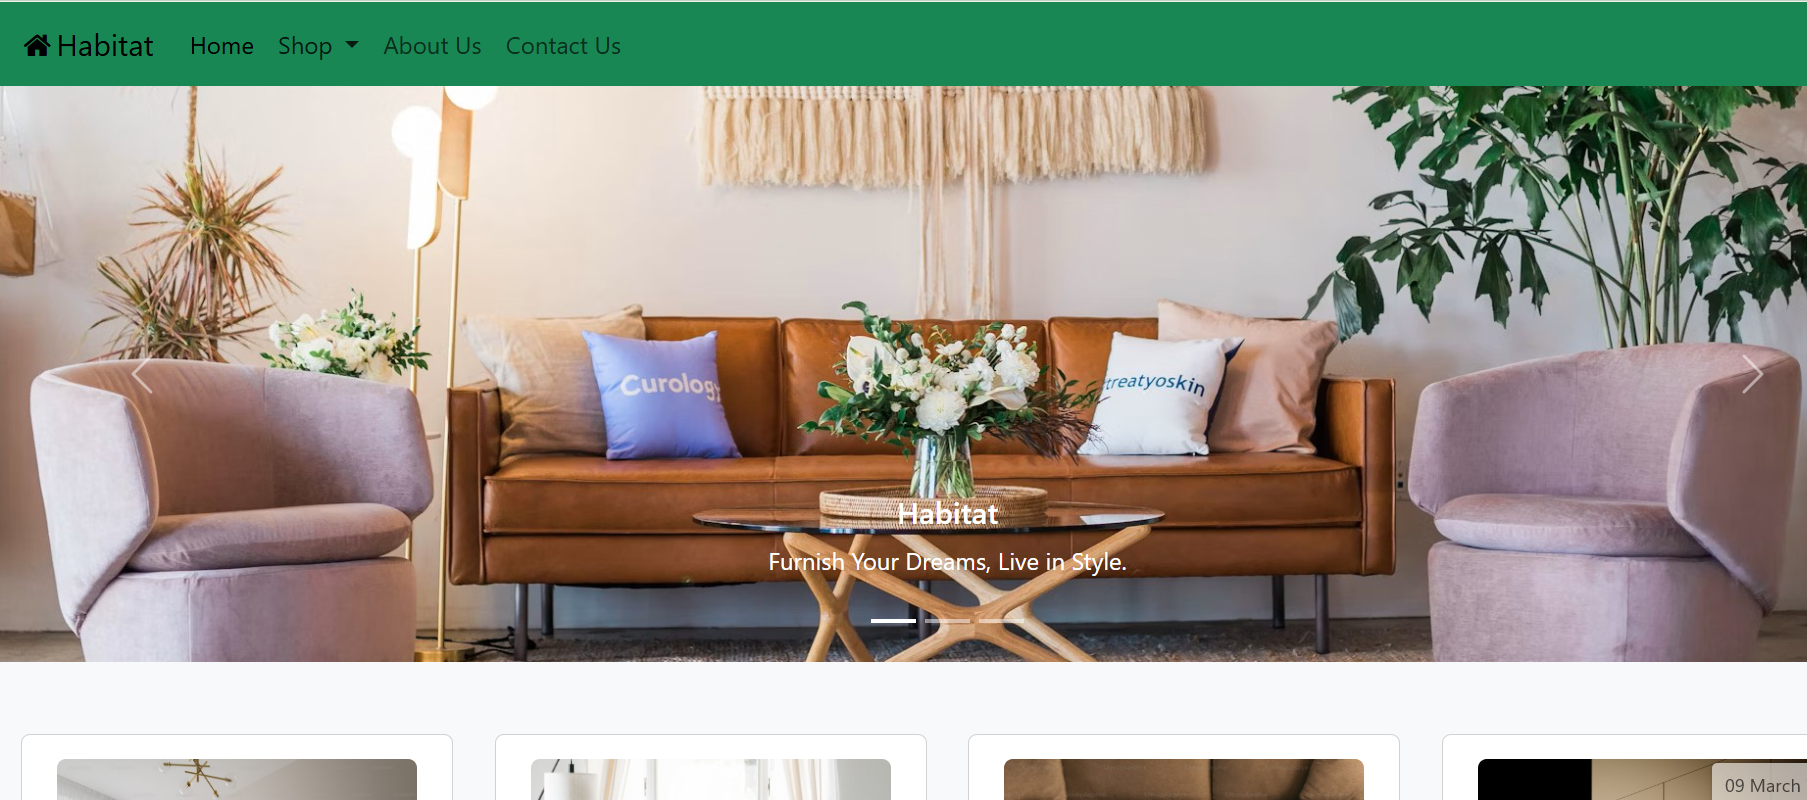 Habitat Home Shop About Us Contact Us
Curology
treatyoskin
Habitat
Furnish Your Dreams, Live in Style.
09 March